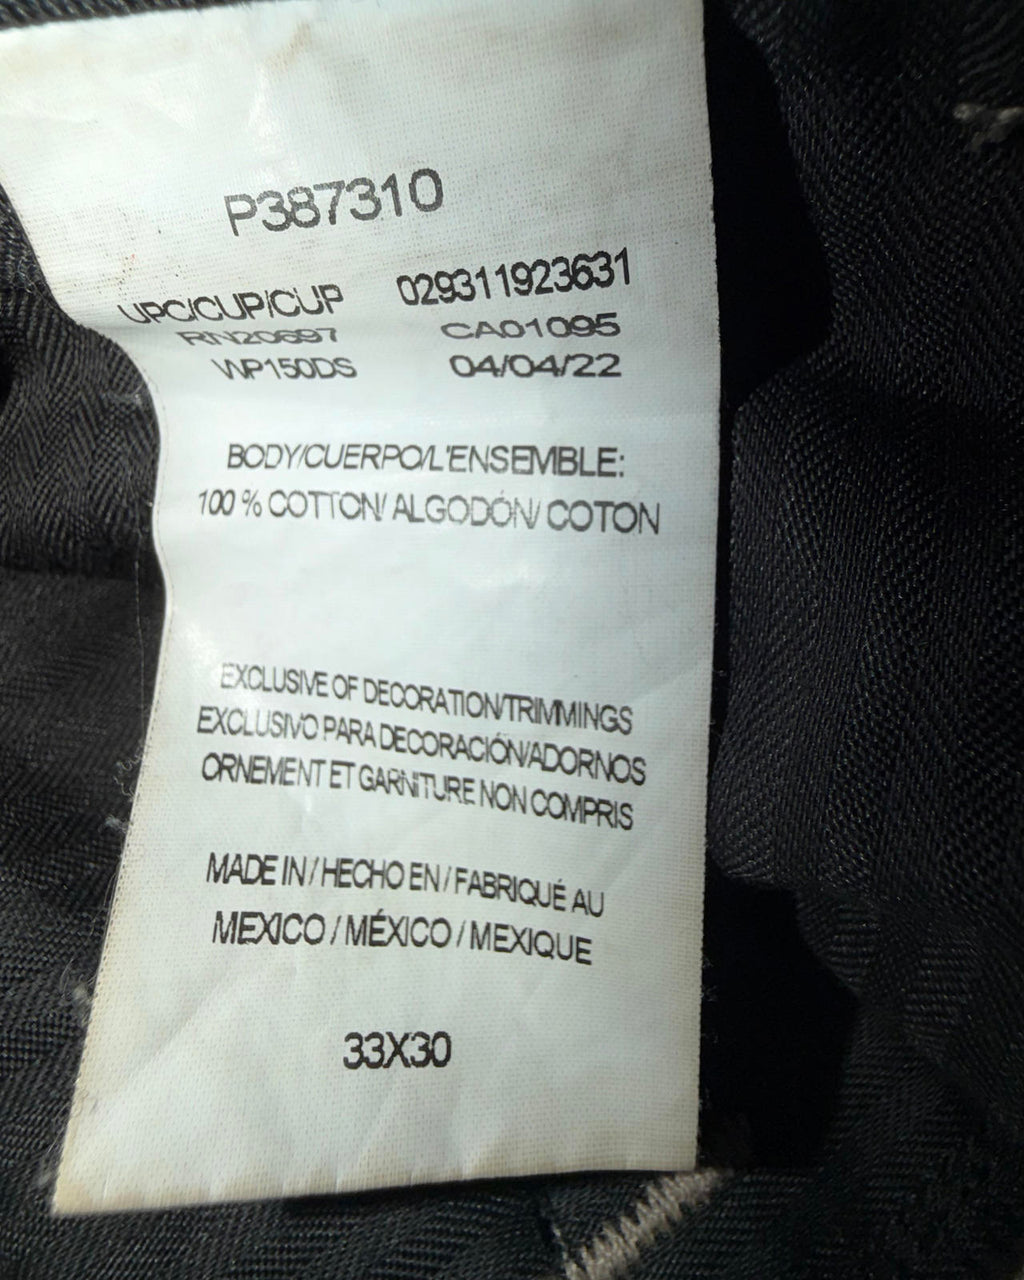 P387310
UPC/CUP/CUP 029311923631
RN20697 CA01095
WP150DS 04/04/22
BODY/CUERPO/L'ENSEMBLE:
100 % COTTON/ ALGODÓN/ COTON
EXCLUSIVE OF DECORATION/TRIMMINGS
EXCLUSIVO PARA DECORACIÓN/ADORNOS
ORNEMENT ET GARNITURE NON COMPRIS
MADE IN / HECHO EN / FABRIQUÉ AU
MEXICO / MÉXICO / MEXIQUE
33X30